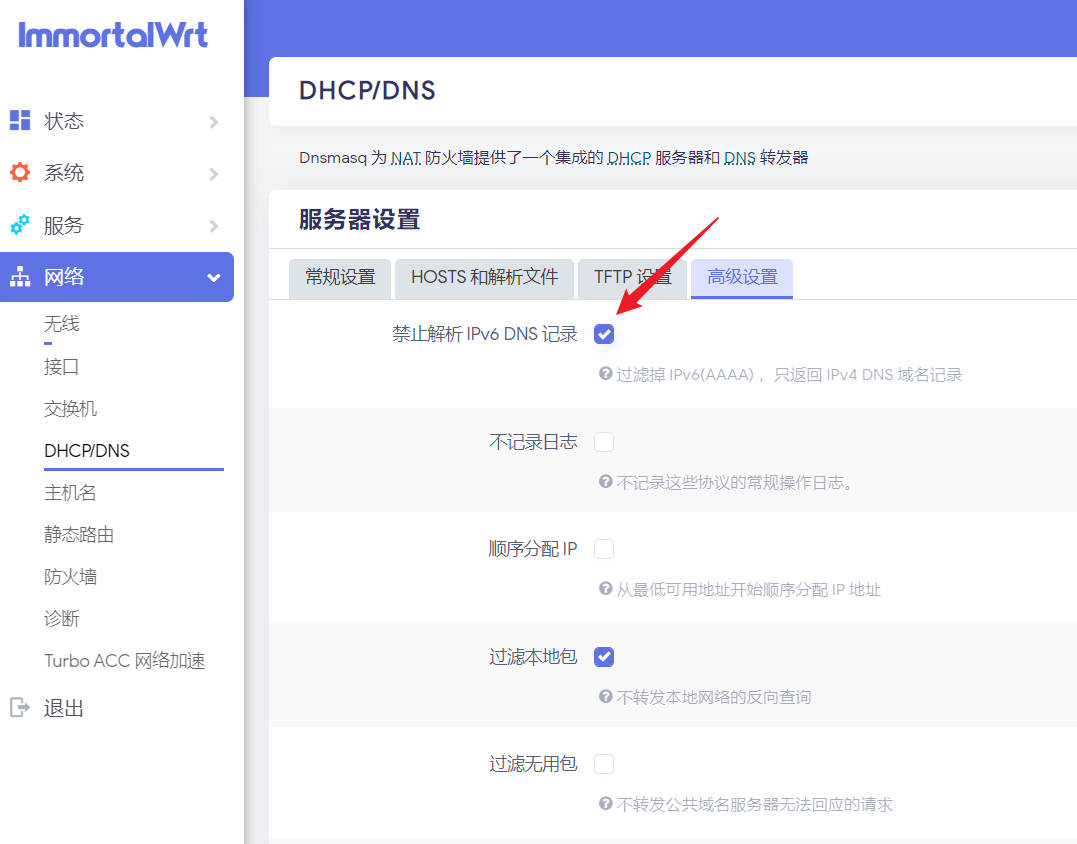 ImmortalWrt
状态
系统
服务
网络
无线
接口
交换机
DHCP/DNS
主机名
静态路由
防火墙
诊断
Turbo ACC 网络加速
退出
DHCP/DNS
Dnsmasq 为 NAT 防火墙提供了一个集成的 DHCP 服务器和 DNS 转发器
服务器设置
常规设置 HOSTS 和解析文件 TFTP 设置 高级设置
禁止解析 IPv6 DNS 记录
过滤掉 IPv6(AAAA) ，只返回 IPv4 DNS 域名记录
不记录日志
不记录这些协议的常规操作日志。
顺序分配 IP
从最低可用地址开始顺序分配 IP 地址
过滤本地包
不转发本地网络的反向查询
过滤无用包
不转发公共域名服务器无法回应的请求